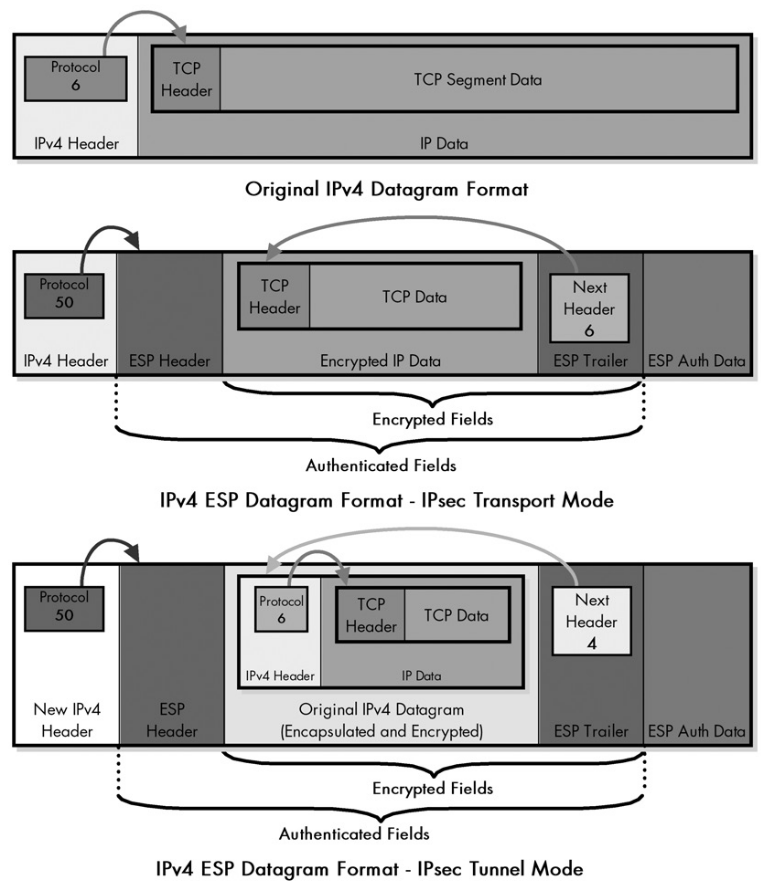 Protocol
6
TCP
Header
TCP Segment Data
IPv4 Header
IP Data
Original IPv4 Datagram Format
Protocol
50
TCP
Header
TCP Data
Next
Header
6
IPv4 Header
ESP Header
Encrypted IP Data
ESP Trailer
ESP Auth Data
Encrypted Fields
Authenticated Fields
IPv4 ESP Datagram Format - IPsec Transport Mode
Protocol
50
Protocol
6
TCP
Header
TCP Data
Next
Header
4
IPv4 Header
IP Data
New IPv4
Header
ESP
Header
Original IPv4 Datagram
(Encapsulated and Encrypted)
ESP Trailer
ESP Auth Data
Encrypted Fields
Authenticated Fields
IPv4 ESP Datagram Format - IPsec Tunnel Mode